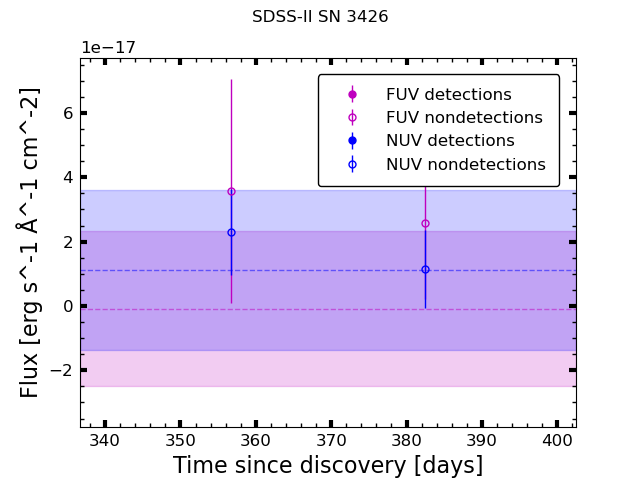 SDSS-II SN 3426
1e−17
FUV detections
FUV nondetections
NUV detections
NUV nondetections
6
4
2
0
−2
Flux [erg s^-1 Å^-1 cm^-2]
340 350 360 370 380 390 400
Time since discovery [days]